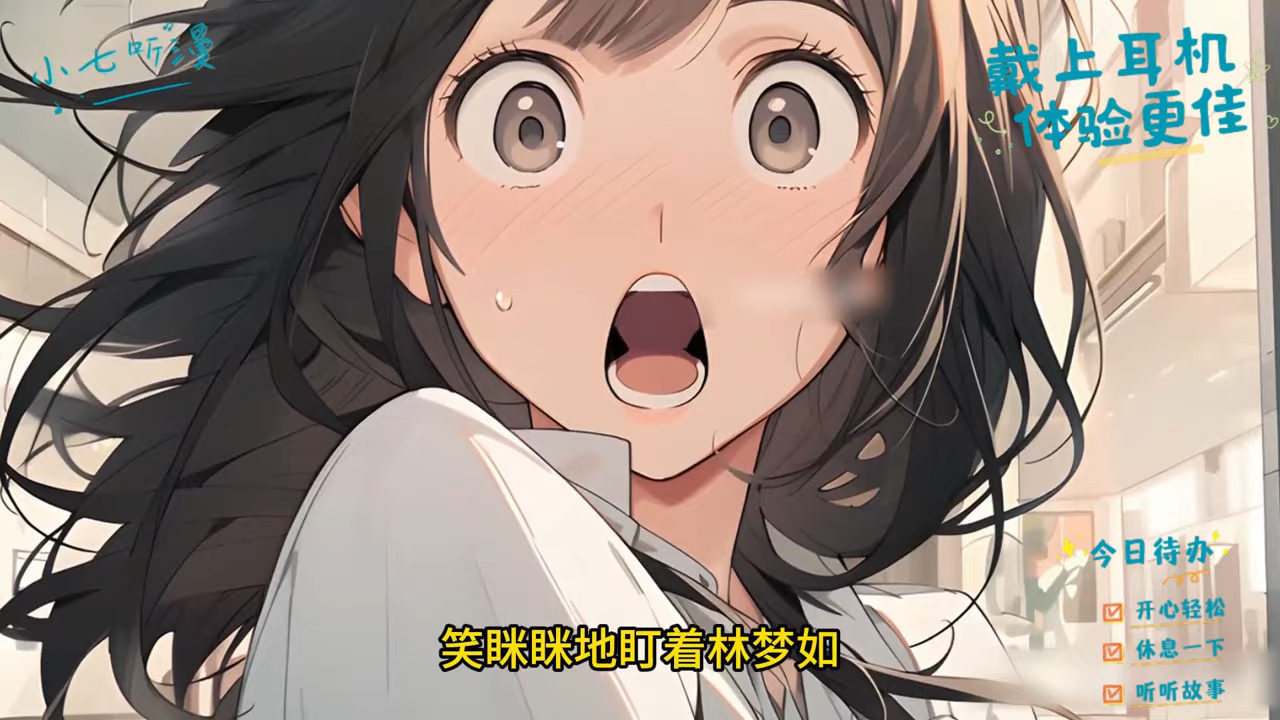 小七听漫
戴上耳机
体验更佳
今日待办
开心轻松
休息一下
听听故事
笑眯眯地盯着林梦如